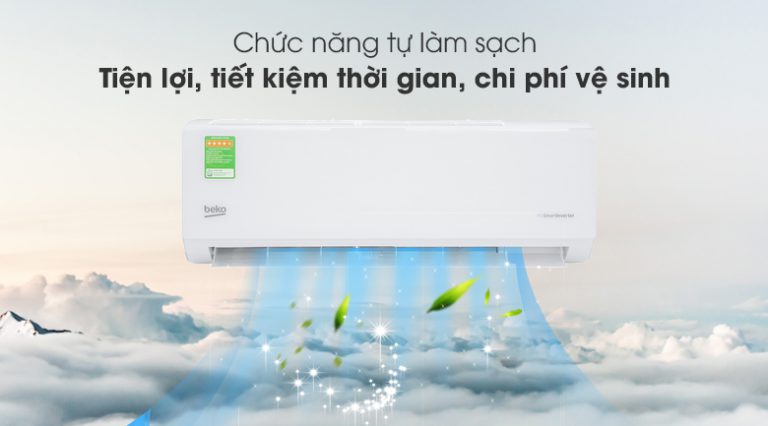 Chức năng tự làm sạch
Tiện lợi, tiết kiệm thời gian, chi phí vệ sinh
beko